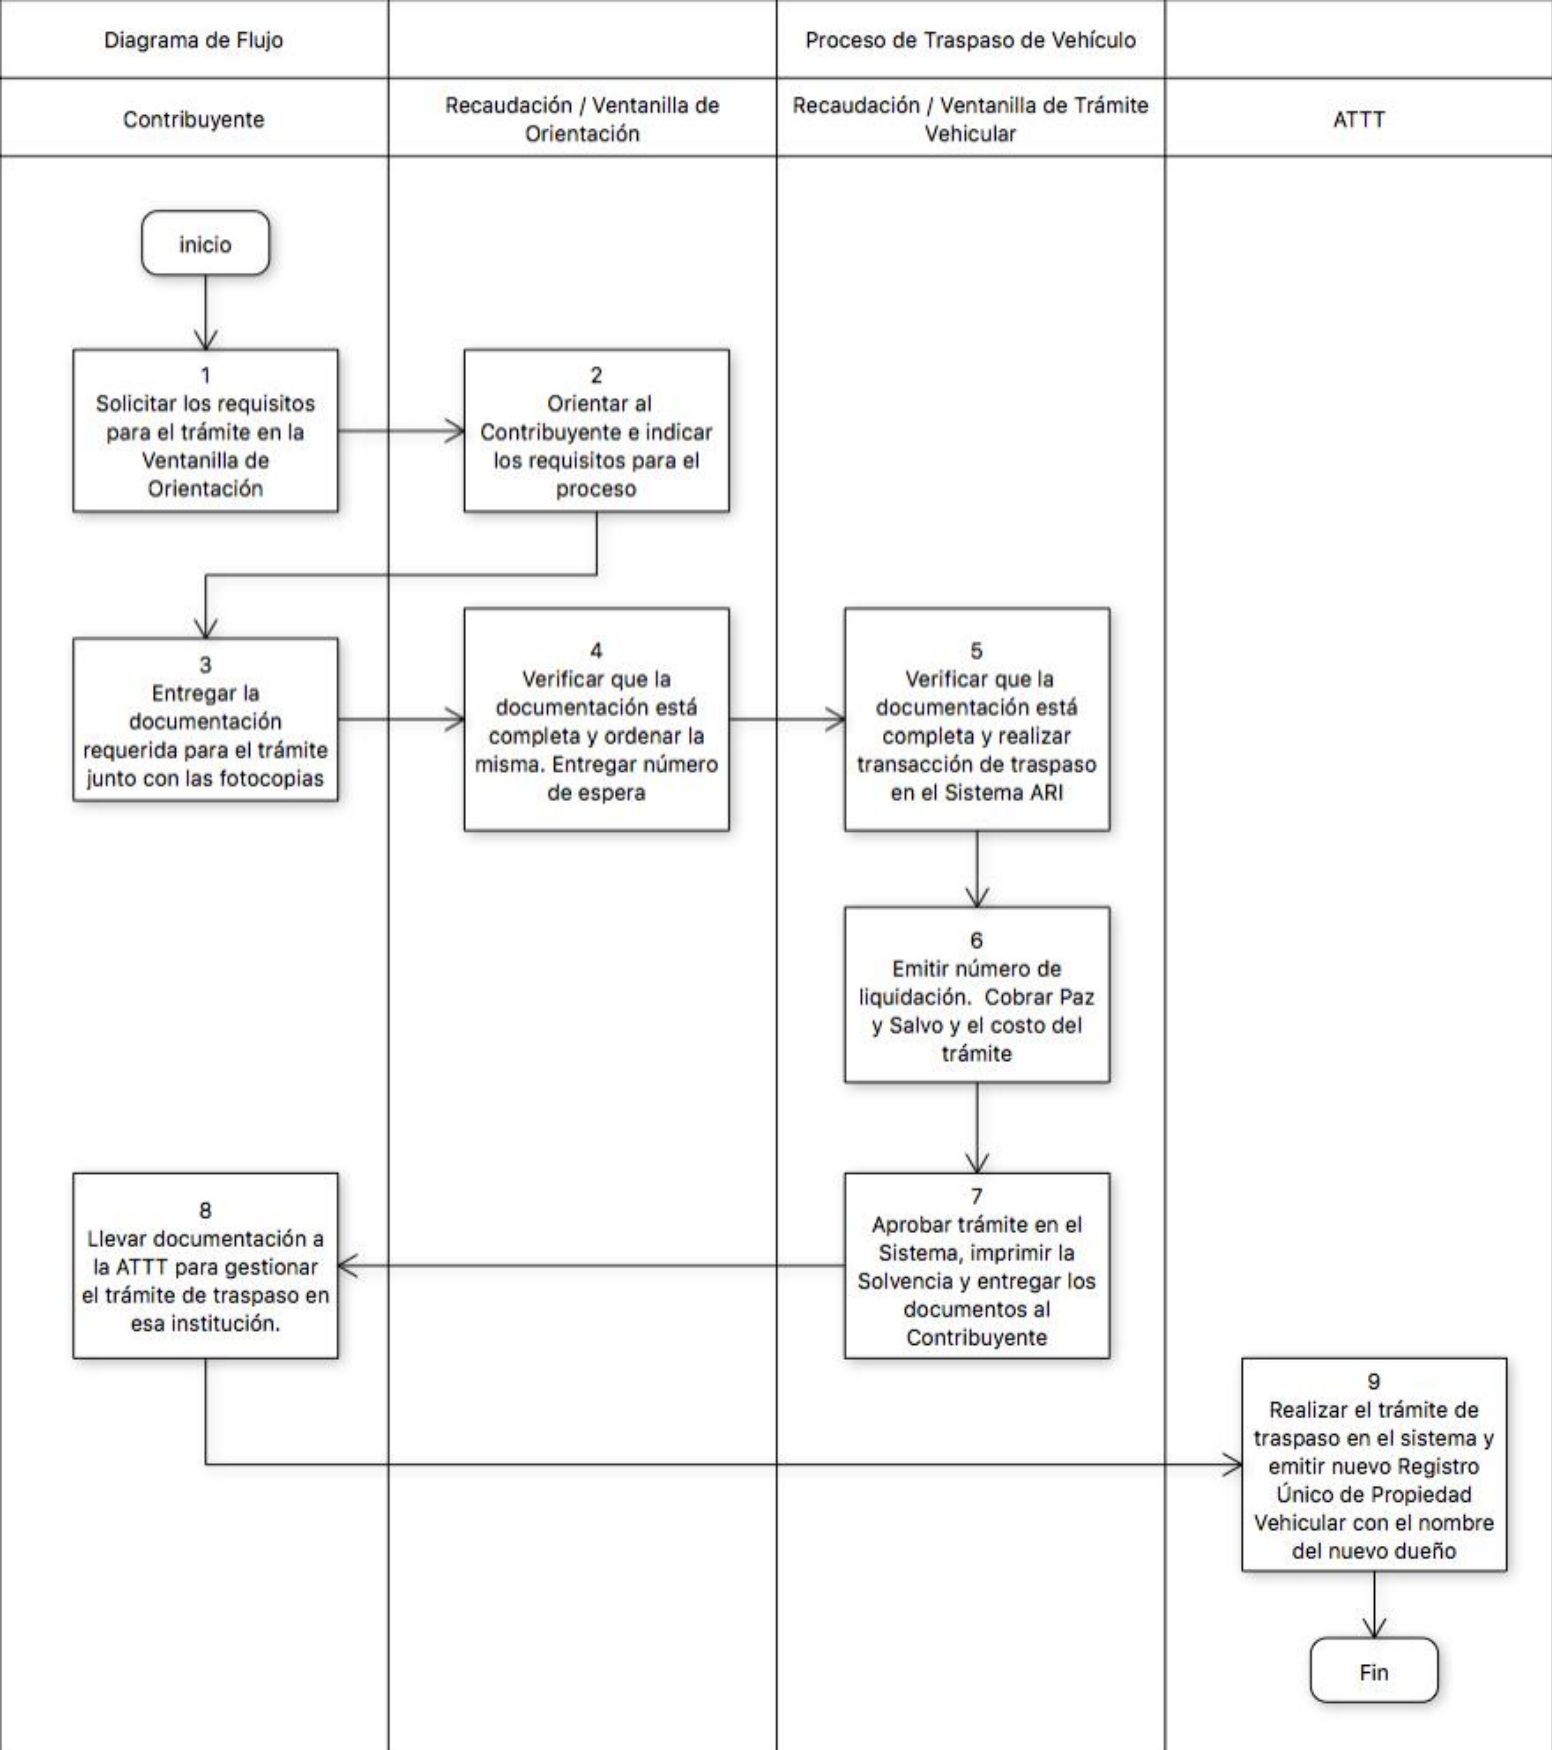 Diagrama de Flujo
Proceso de Traspaso de Vehículo
Contribuyente
Recaudación / Ventanilla de
Orientación
Recaudación / Ventanilla de Trámite
Vehicular
ATTT
inicio
1
Solicitar los requisitos
para el trámite en la
Ventanilla de
Orientación
2
Orientar al
Contribuyente e indicar
los requisitos para el
proceso
3
Entregar la
documentación
requerida para el trámite
junto con las fotocopias
4
Verificar que la
documentación está
completa y ordenar la
misma. Entregar número
de espera
5
Verificar que la
documentación está
completa y realizar
transacción de traspaso
en el Sistema ARI
6
Emitir número de
liquidación.  Cobrar Paz
y Salvo y el costo del
trámite
7
Aprobar trámite en el
Sistema, imprimir la
Solvencia y entregar los
documentos al
Contribuyente
8
Llevar documentación a
la ATTT para gestionar
el trámite de traspaso en
esa institución.
9
Realizar el trámite de
traspaso en el sistema y
emitir nuevo Registro
Único de Propiedad
Vehicular con el nombre
del nuevo dueño
Fin